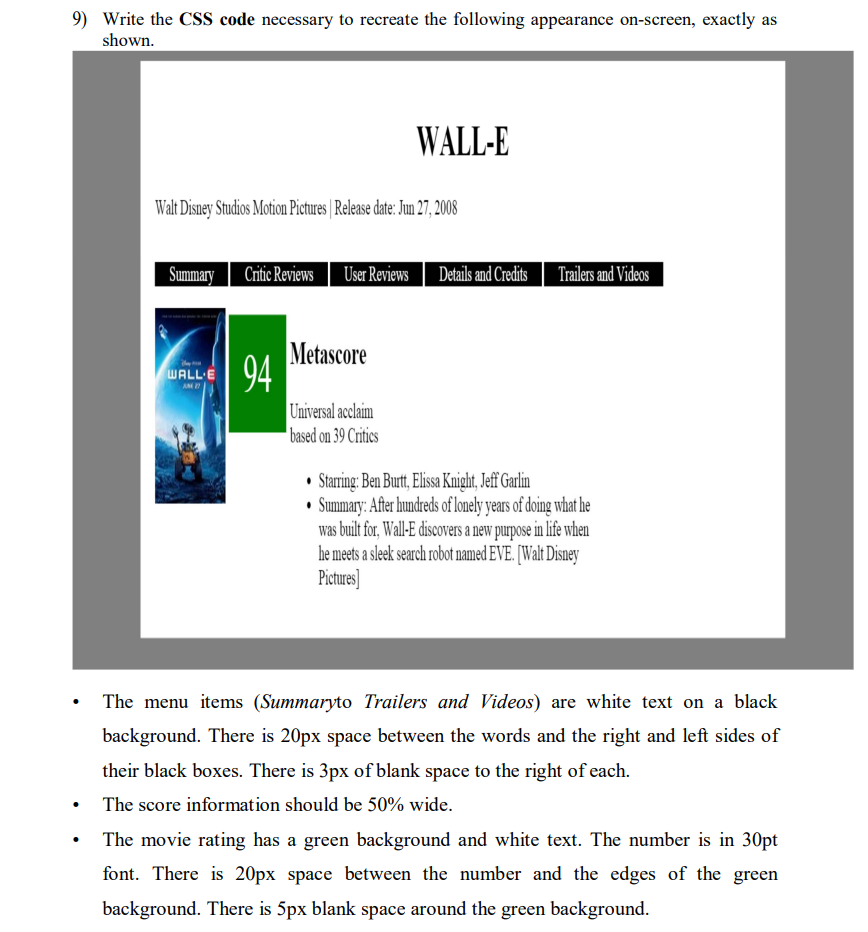 9) Write the CSS code necessary to recreate the following appearance on-screen, exactly as
shown.
WALL-E
Walt Disney Studios Motion Pictures | Release date: Jun 27, 2008
Summary Critic Reviews User Reviews Details and Credits Trailers and Videos
WALL·E
JUNE 27
94
Metascore
Universal acclaim
based on 39 Critics
• Starring: Ben Burtt, Elissa Knight, Jeff Garlin
• Summary: After hundreds of lonely years of doing what he
was built for, Wall-E discovers a new purpose in life when
he meets a sleek search robot named EVE. [Walt Disney
Pictures]
• The menu items (Summaryto Trailers and Videos) are white text on a black
background. There is 20px space between the words and the right and left sides of
their black boxes. There is 3px of blank space to the right of each.
• The score information should be 50% wide.
• The movie rating has a green background and white text. The number is in 30pt
font. There is 20px space between the number and the edges of the green
background. There is 5px blank space around the green background.